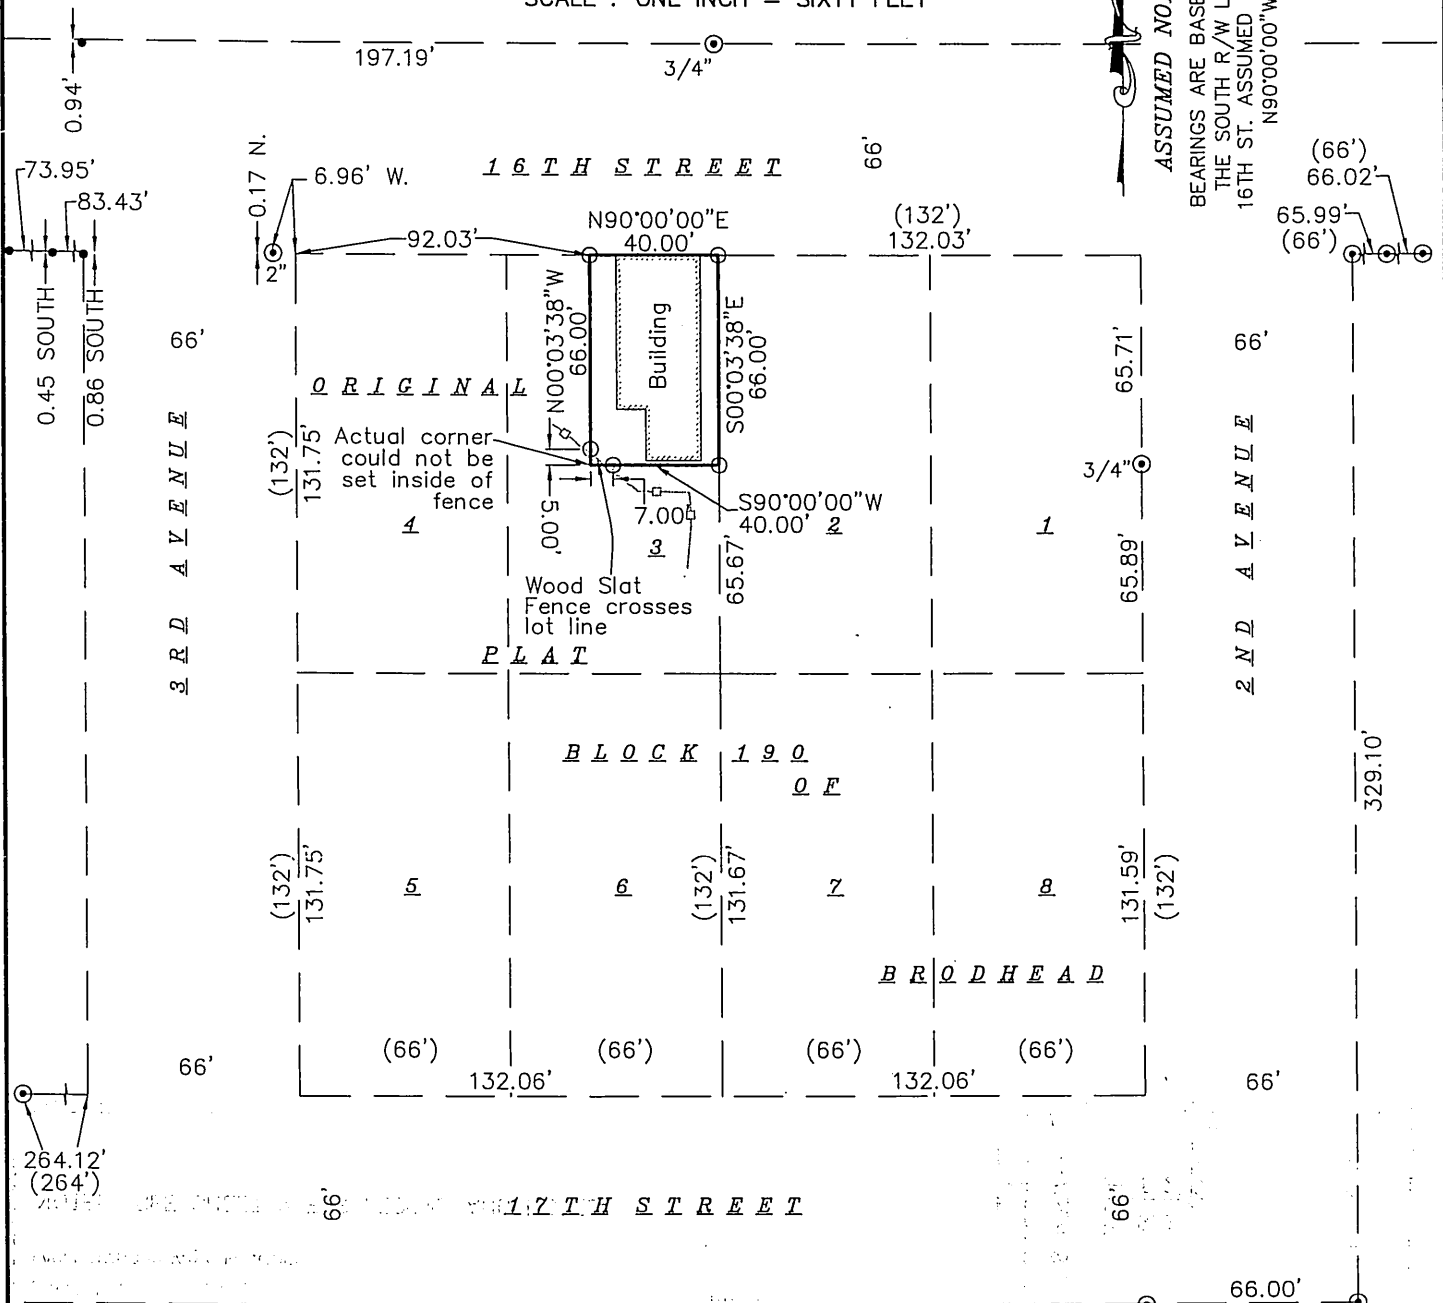 SCALE : ONE INCH = SIXTY FEET
197.19'
3/4"
0.94'
ASSUMED
BEARINGS ARE
THE SOUTH R/W
16TH ST. ASSUMED
N90°00'00"W
73.95'
83.43'
0.17 N.
6.96' W.
16TH STREET
66'
(66')
66.02'
65.99'
(66')
2"
92.03'
N90°00'00"E
40.00'
(132')
132.03'
0.45 SOUTH
0.86 SOUTH
66'
N00°03'38"W
66.00'
Building
S00°03'38"E
66.00'
65.71'
66'
ORIGINAL
3RD AVENUE
(132')
131.75'
Actual corner
could not be
set inside of
fence
3/4"
2ND AVENUE
4
5.00'
7.00'
3
S90°00'00"W
40.00'
2
1
65.67'
65.89'
Wood Slat
Fence crosses
lot line
PLAT
BLOCK 190
OF
329.10'
(132')
131.75'
5
6
(132')
131.67'
7
8
131.59'
(132')
BRODHEAD
66'
(66')
(66')
(66')
(66')
132.06'
132.06'
66'
264.12'
(264')
66'
17TH STREET
66'
66.00'